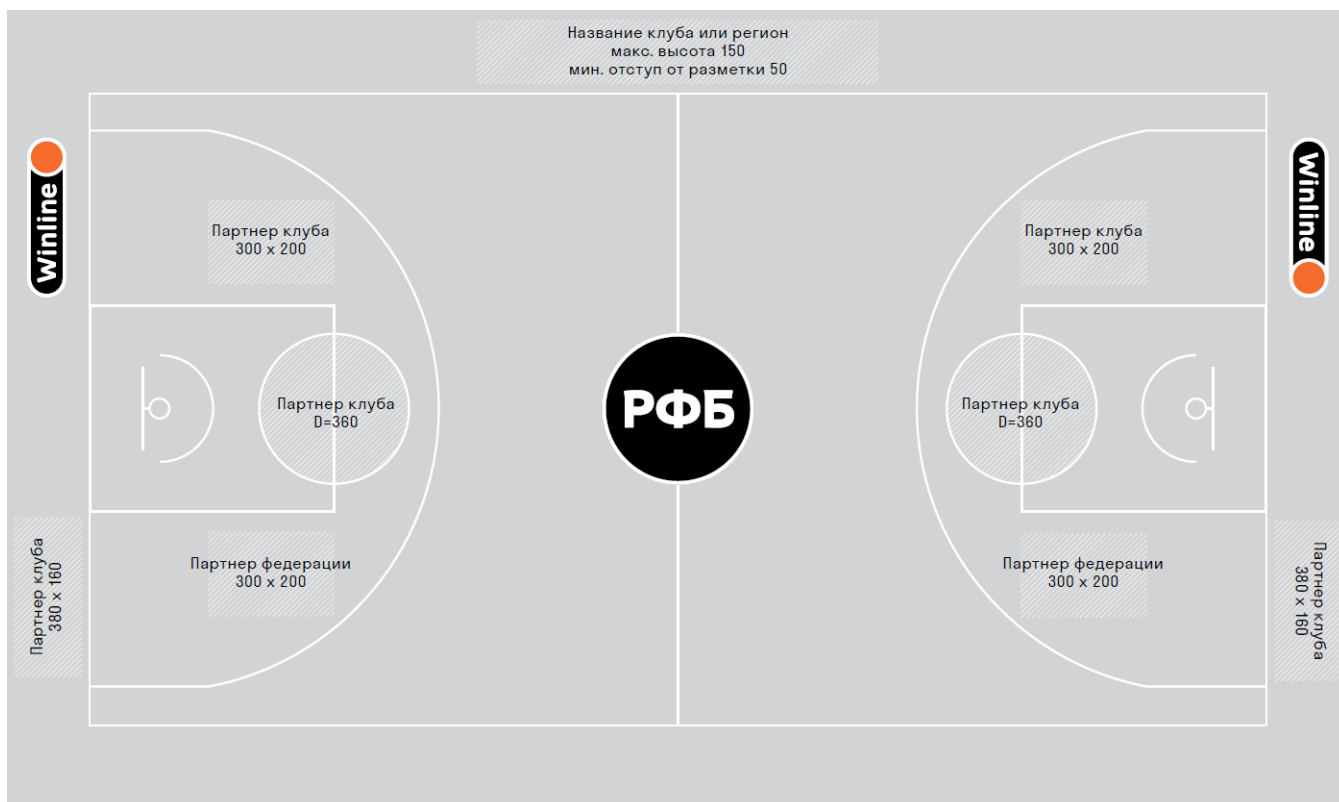 Название клуба или регион
макс. высота 150
мин. отступ от разметки 50
Winline
Winline
Партнер клуба
300 x 200
Партнер клуба
300 x 200
Партнер клуба
D=360
РФБ
Партнер клуба
D=360
Партнер клуба
380 x 160
Партнер федерации
300 x 200
Партнер федерации
300 x 200
Партнер клуба
380 x 160